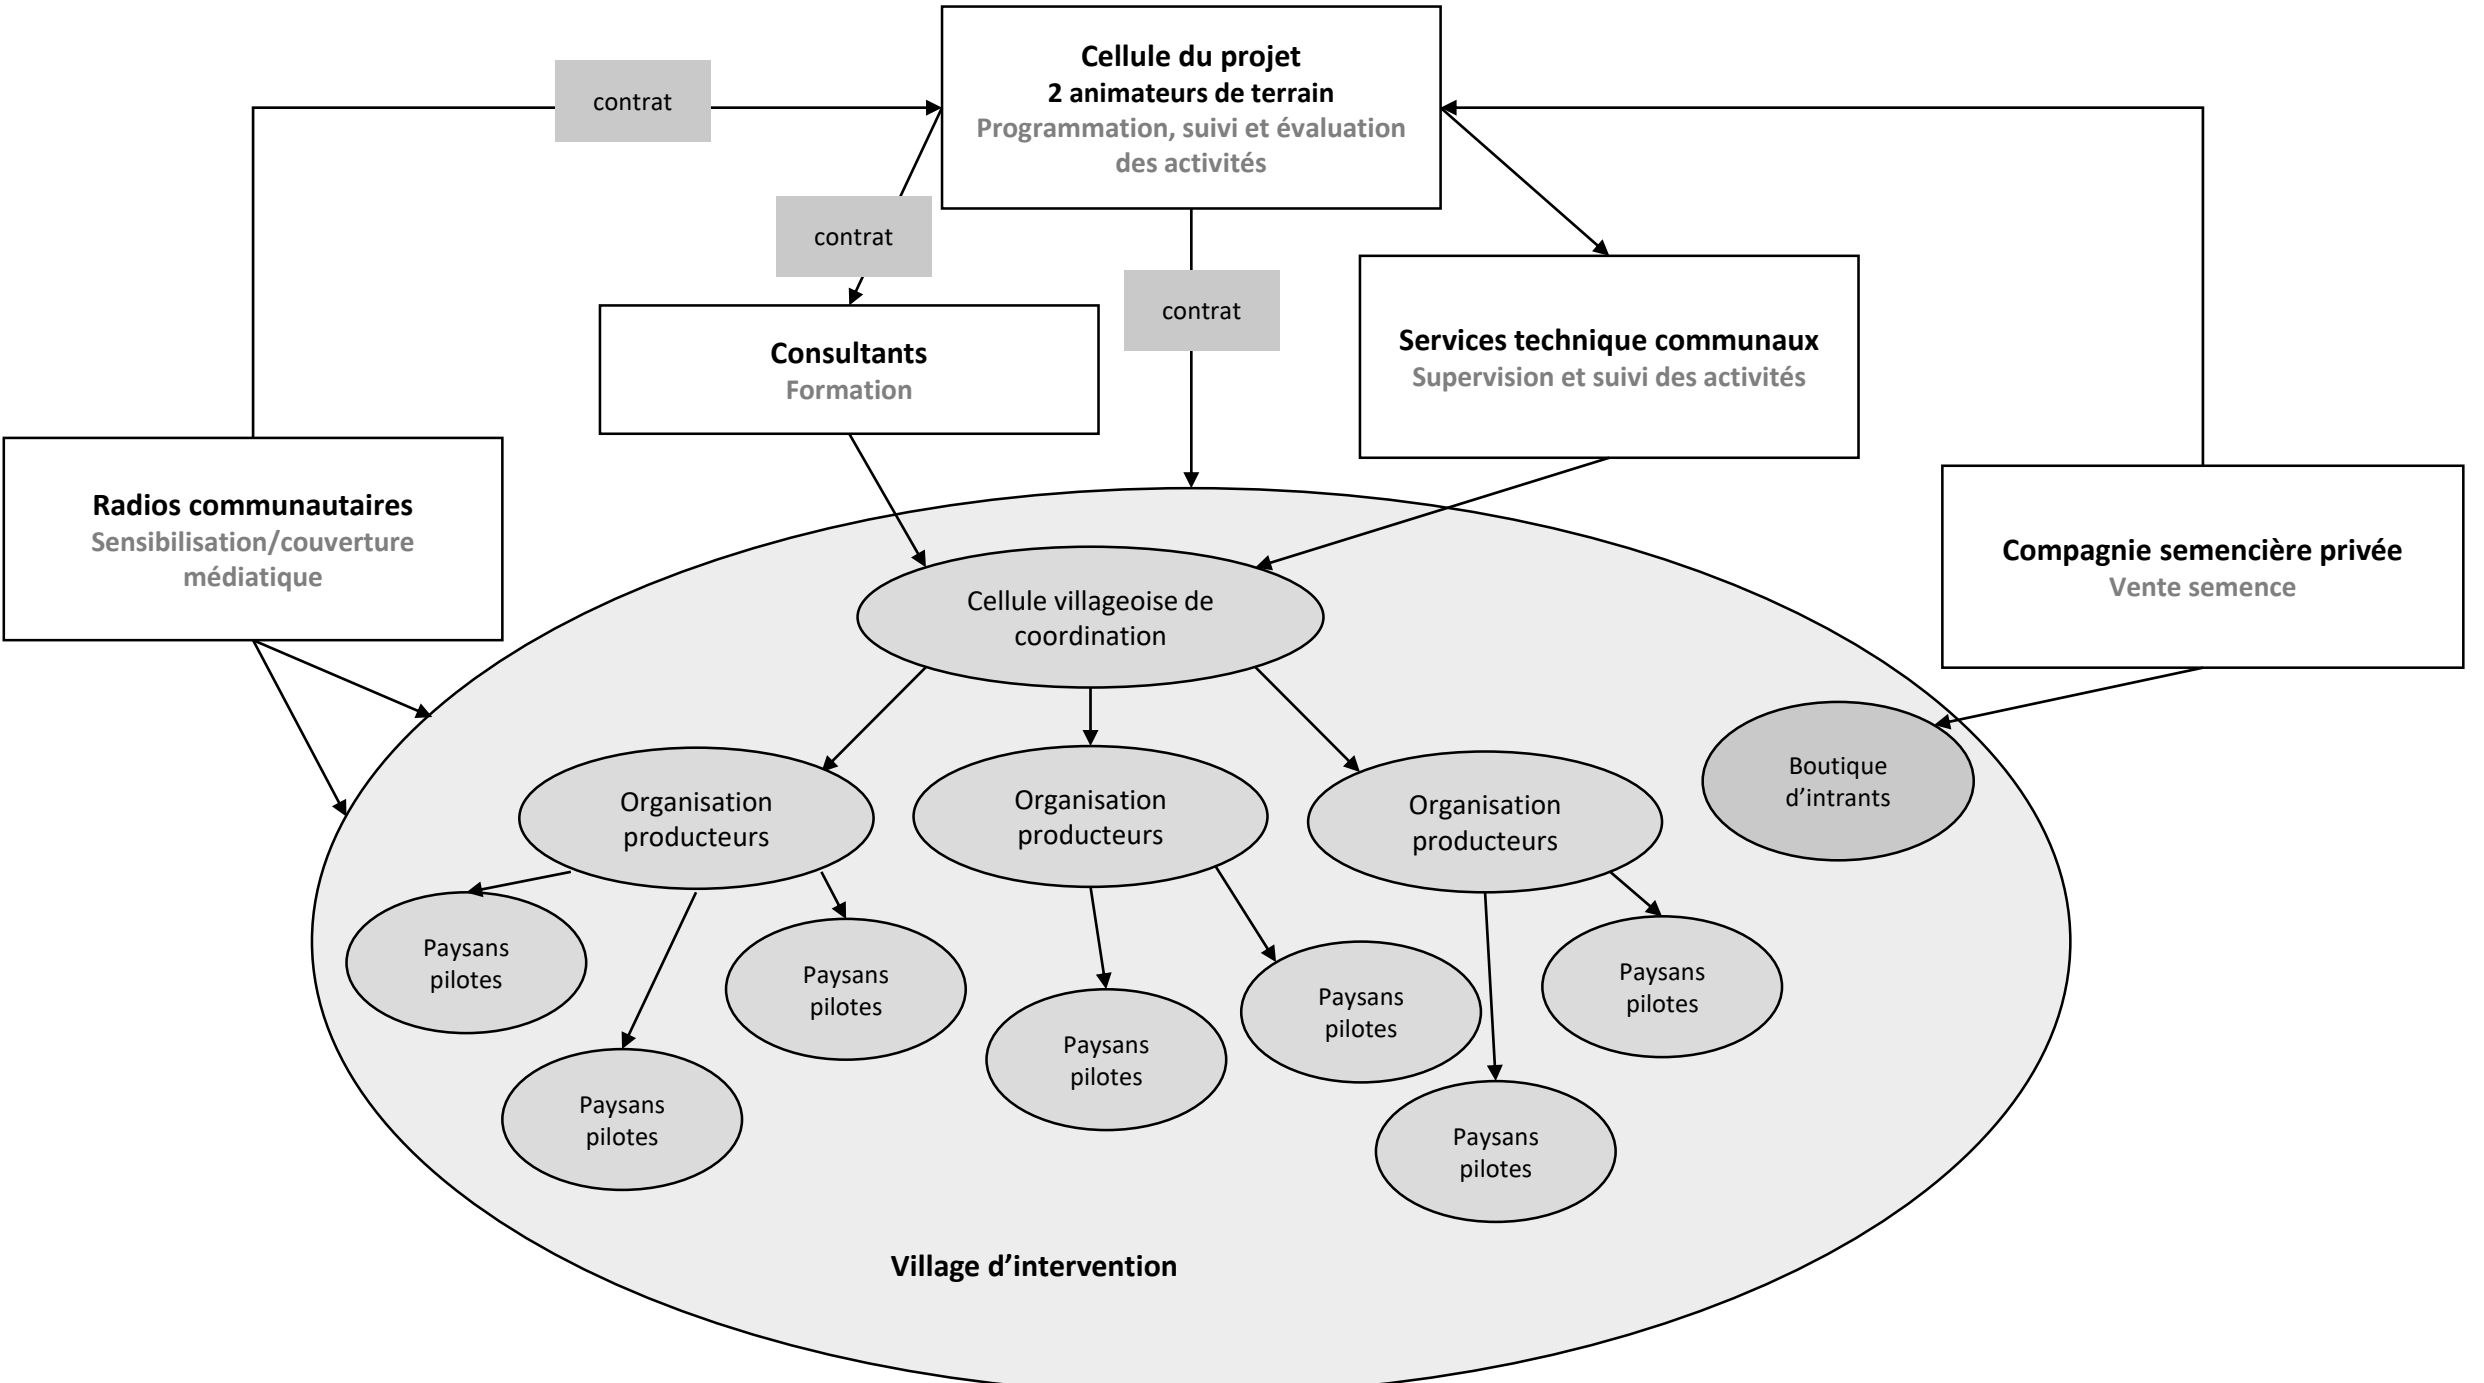 Cellule du projet
2 animateurs de terrain
Programmation, suivi et évaluation
des activités
contrat
contrat
contrat
Consultants
Formation
Services technique communaux
Supervision et suivi des activités
Radios communautaires
Sensibilisation/couverture
médiatique
Compagnie semencière privée
Vente semence
Cellule villageoise de
coordination
Organisation
producteurs
Organisation
producteurs
Organisation
producteurs
Boutique
d’intrants
Paysans
pilotes
Paysans
pilotes
Paysans
pilotes
Paysans
pilotes
Paysans
pilotes
Paysans
pilotes
Paysans
pilotes
Village d’intervention